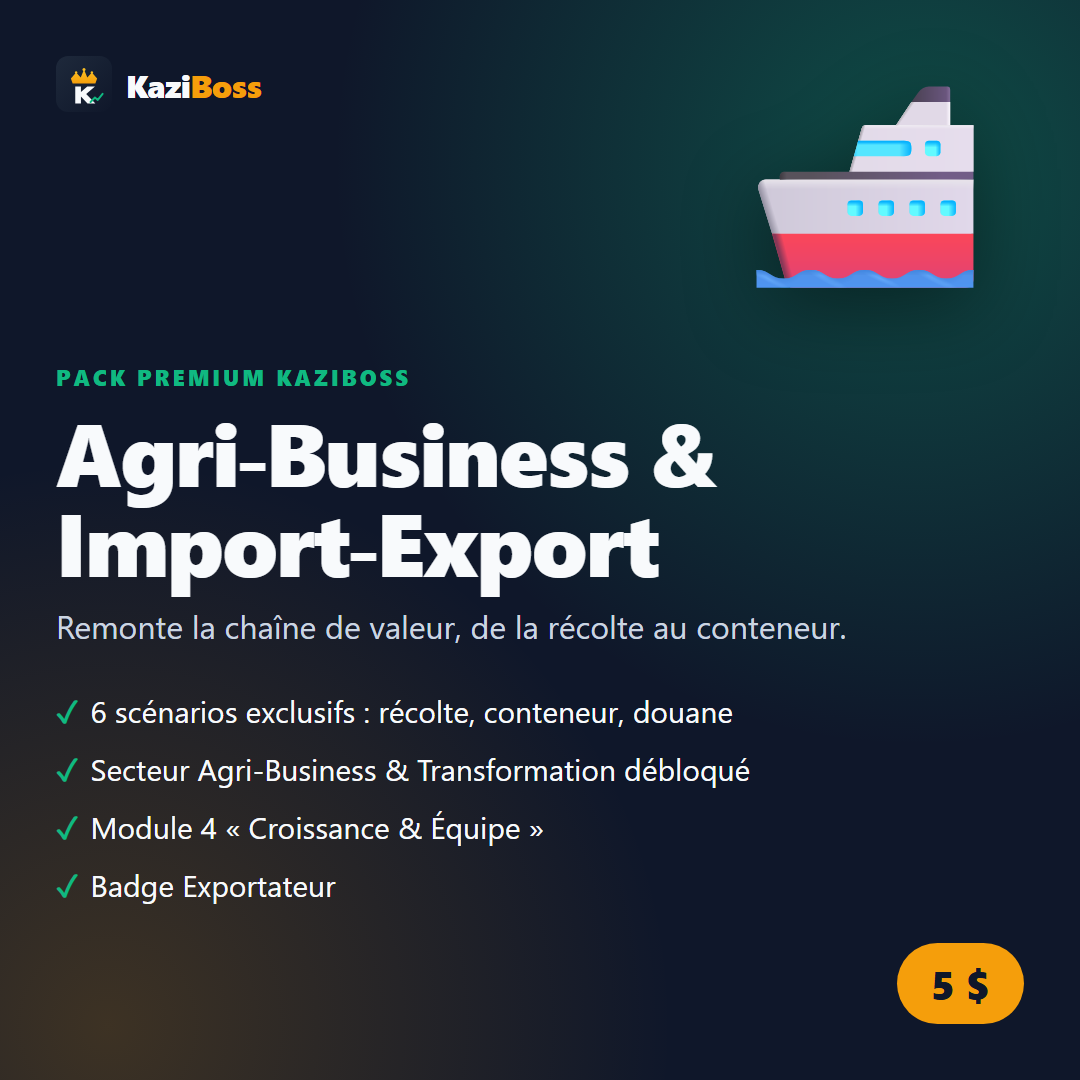 K
KaziBoss
PACK PREMIUM KAZIBOSS
Agri-Business &
Import-Export
Remonte la chaîne de valeur, de la récolte au conteneur.
✓ 6 scénarios exclusifs : récolte, conteneur, douane
✓ Secteur Agri-Business & Transformation débloqué
✓ Module 4 « Croissance & Équipe »
✓ Badge Exportateur
5 $